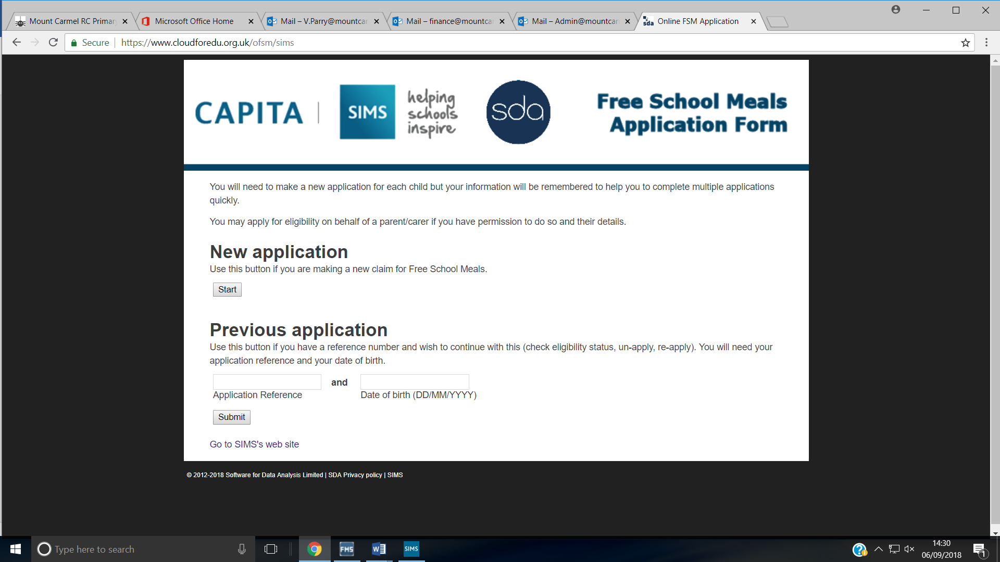 Mount Carmel RC Primar
Microsoft Office Home
Mail – V.Parry@mountcar
Mail – finance@mountca
Mail – Admin@mountcar
sda Online FSM Application
Secure https://www.cloudforedu.org.uk/ofsm/sims
CAPITA
SIMS
helping
schools
inspire
sda
Free School Meals
Application Form
You will need to make a new application for each child but your information will be remembered to help you to complete multiple applications
quickly.
You may apply for eligibility on behalf of a parent/carer if you have permission to do so and their details.
New application
Use this button if you are making a new claim for Free School Meals.
Start
Previous application
Use this button if you have a reference number and wish to continue with this (check eligibility status, un-apply, re-apply). You will need your
application reference and your date of birth.
and
Application Reference
Date of birth (DD/MM/YYYY)
Submit
Go to SIMS's web site
© 2012-2018 Software for Data Analysis Limited | SDA Privacy policy | SIMS
Type here to search
FMS
W
SIMS
14:30
06/09/2018
1